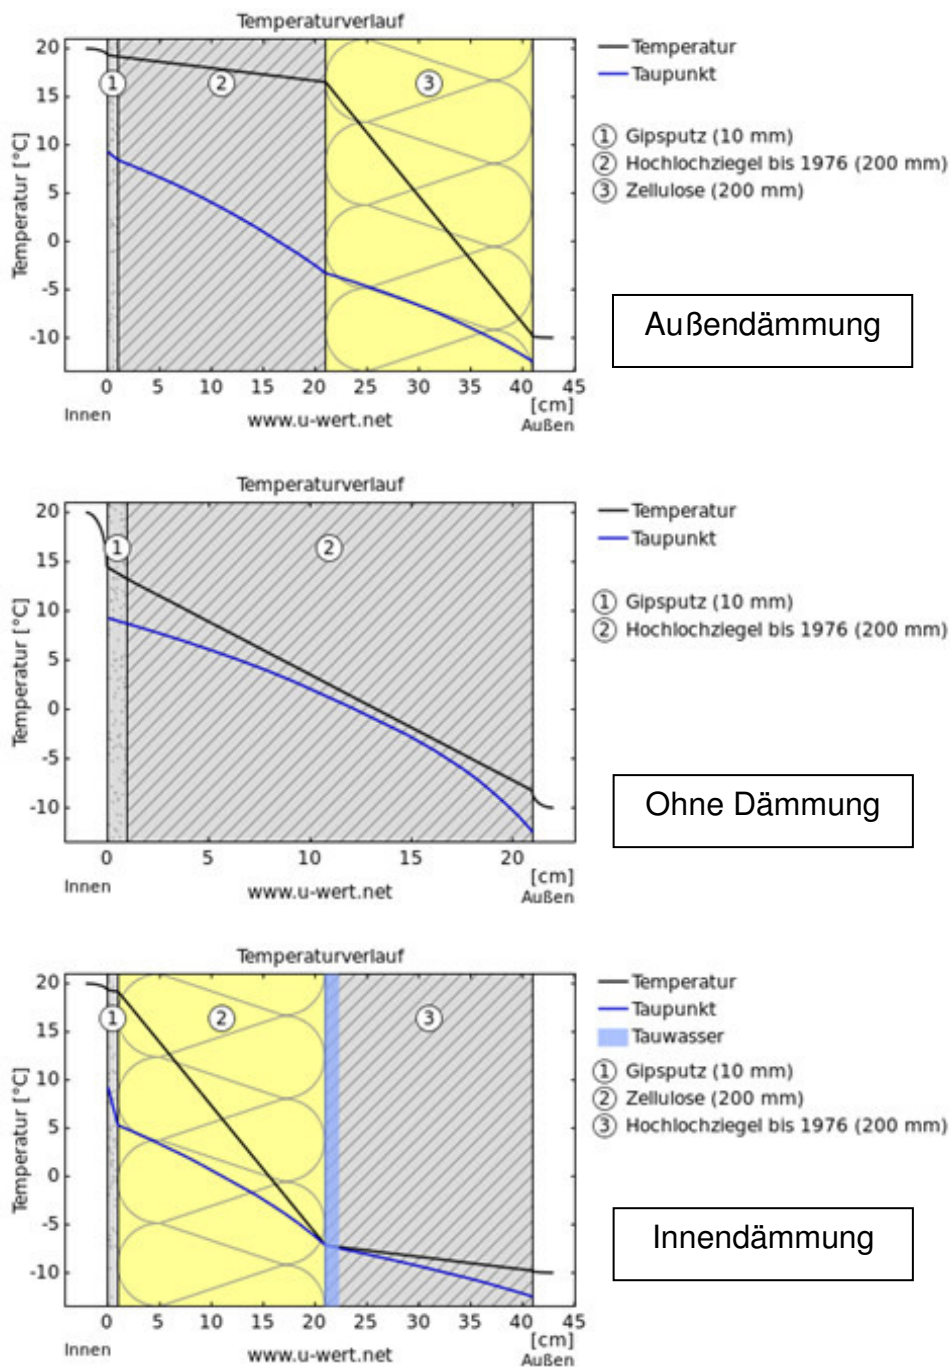 Temperaturverlauf
20
15
10
5
0
-5
-10
Temperatur [°C]
1
2
3
0 5 10 15 20 25 30 35 40 45
[cm]
Innen
www.u-wert.net
Außen
Temperatur
Taupunkt
1 Gipsputz (10 mm)
2 Hochlochziegel bis 1976 (200 mm)
3 Zellulose (200 mm)
Außendämmung
Temperaturverlauf
20
15
10
5
0
-5
-10
Temperatur [°C]
1
2
0 5 10 15 20
[cm]
Innen
www.u-wert.net
Außen
Temperatur
Taupunkt
1 Gipsputz (10 mm)
2 Hochlochziegel bis 1976 (200 mm)
Ohne Dämmung
Temperaturverlauf
20
15
10
5
0
-5
-10
Temperatur [°C]
1
2
3
0 5 10 15 20 25 30 35 40 45
[cm]
Innen
www.u-wert.net
Außen
Temperatur
Taupunkt
Tauwasser
1 Gipsputz (10 mm)
2 Zellulose (200 mm)
3 Hochlochziegel bis 1976 (200 mm)
Innendämmung